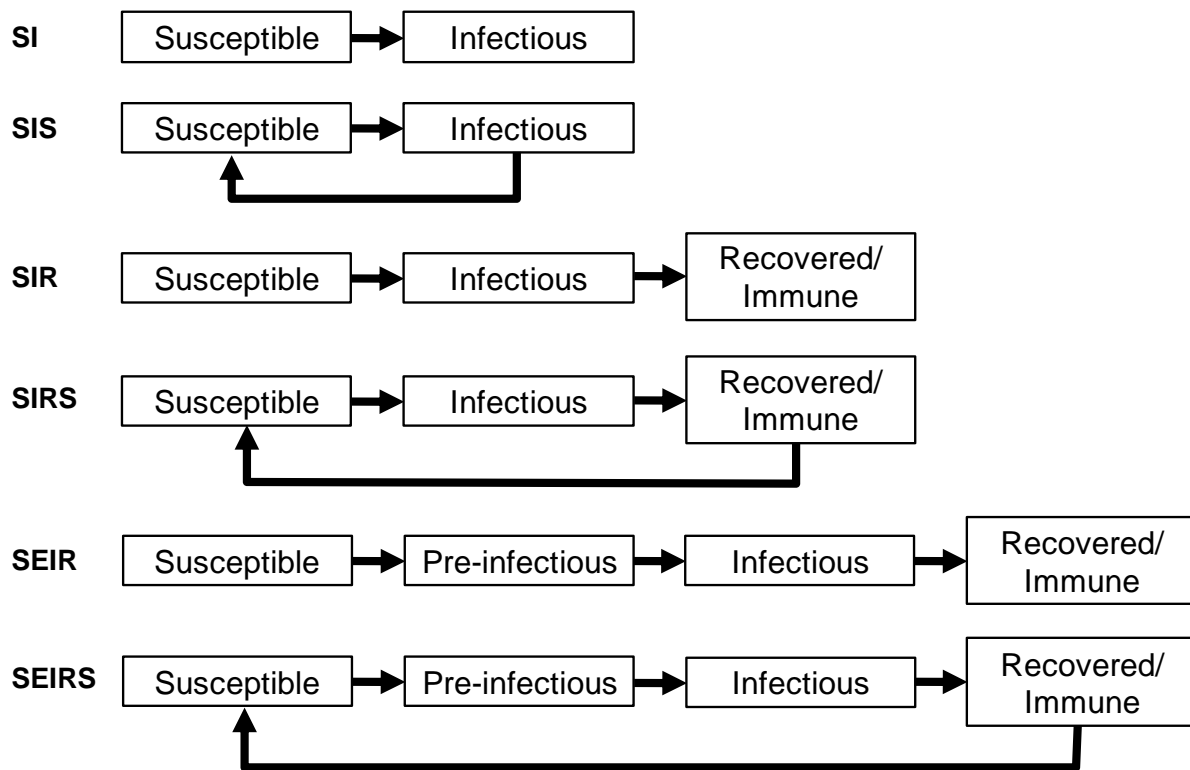 SI
Susceptible
Infectious
SIS
Susceptible
Infectious
SIR
Susceptible
Infectious
Recovered/
Immune
SIRS
Susceptible
Infectious
Recovered/
Immune
SEIR
Susceptible
Pre-infectious
Infectious
Recovered/
Immune
SEIRS
Susceptible
Pre-infectious
Infectious
Recovered/
Immune